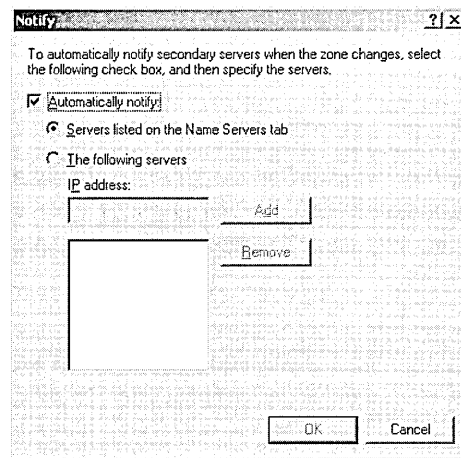 Notify
To automatically notify secondary servers when the zone changes, select
the following check box, and then specify the servers.
Automatically notify:
Servers listed on the Name Servers tab
The following servers
IP address:
Add
Remove
OK
Cancel